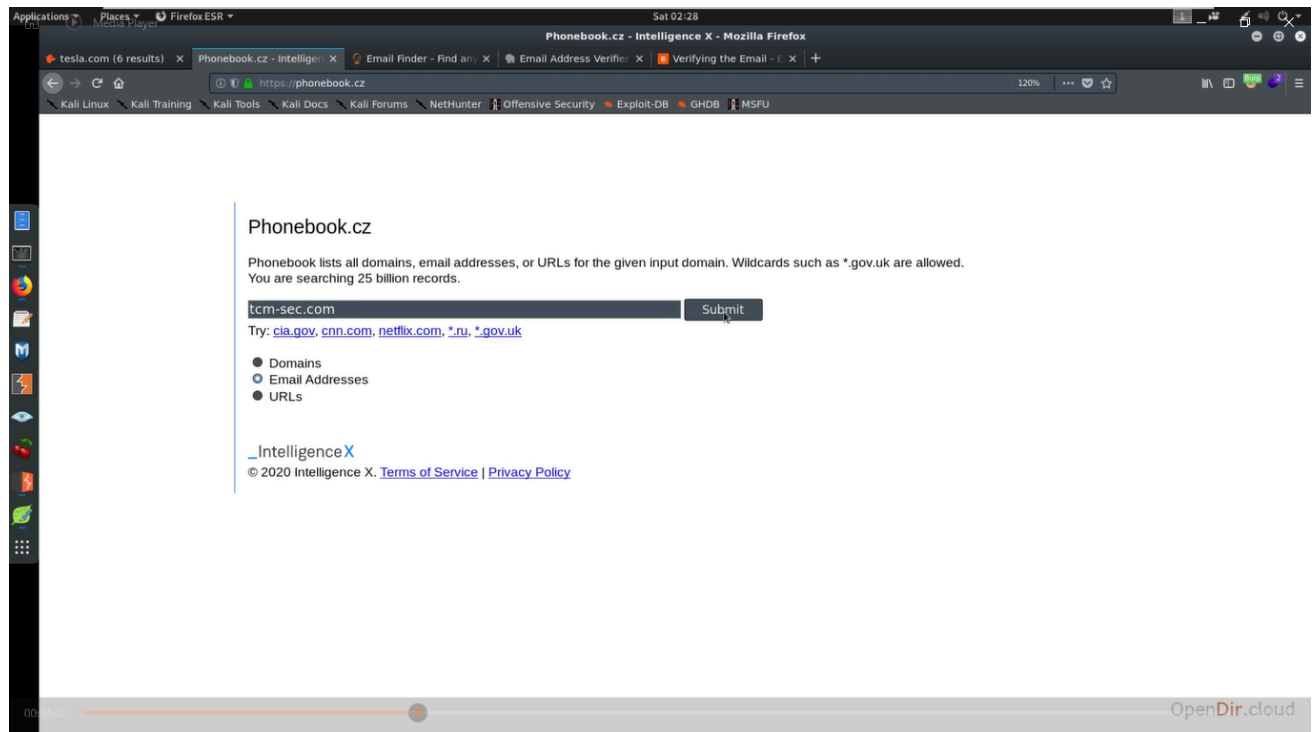 Applications Places Firefox ESR Sat 02:28 1
Media Player
Phonebook.cz - Intelligence X - Mozilla Firefox
tesla.com (6 results) Phonebook.cz - Intelligen Email Finder - Find any Email Address Verifier Verifying the Email - E
https://phonebook.cz 120% Burp 2
Kali Linux Kali Training Kali Tools Kali Docs Kali Forums NetHunter Offensive Security Exploit-DB GHDB MSFU
Phonebook.cz
Phonebook lists all domains, email addresses, or URLs for the given input domain. Wildcards such as *.gov.uk are allowed.
You are searching 25 billion records.
tcm-sec.com Submit
Try: cia.gov, cnn.com, netflix.com, *.ru, *.gov.uk
Domains
Email Addresses
URLs
_IntelligenceX
© 2020 Intelligence X. Terms of Service | Privacy Policy
OpenDir.cloud